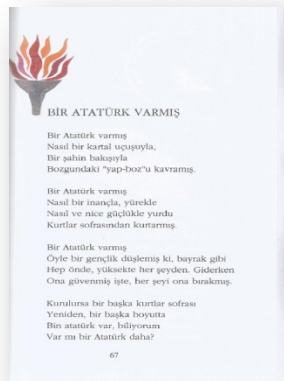 BİR ATATÜRK VARMIŞ
Bir Atatürk varmış
Nasıl bir kartal uçuşuyla,
Bir şahin bakışıyla
Bozgundaki "yap-boz"u kavramış.
Bir Atatürk varmış
Nasıl bir inançla, yürekle
Nasıl ve nice güçlükle yurdu
Kurtlar sofrasından kurtarmış.
Bir Atatürk varmış
Öyle bir gençlik düşlemiş ki, bayrak gibi
Hep önde, yüksekte her şeyden. Giderken
Ona güvenmiş işte, her şeyi ona bırakmış.
Kurulursa bir başka kurtlar sofrası
Yeniden, bir başka boyutta
Bin atatürk var, biliyorum
Var mı bir Atatürk daha?
67